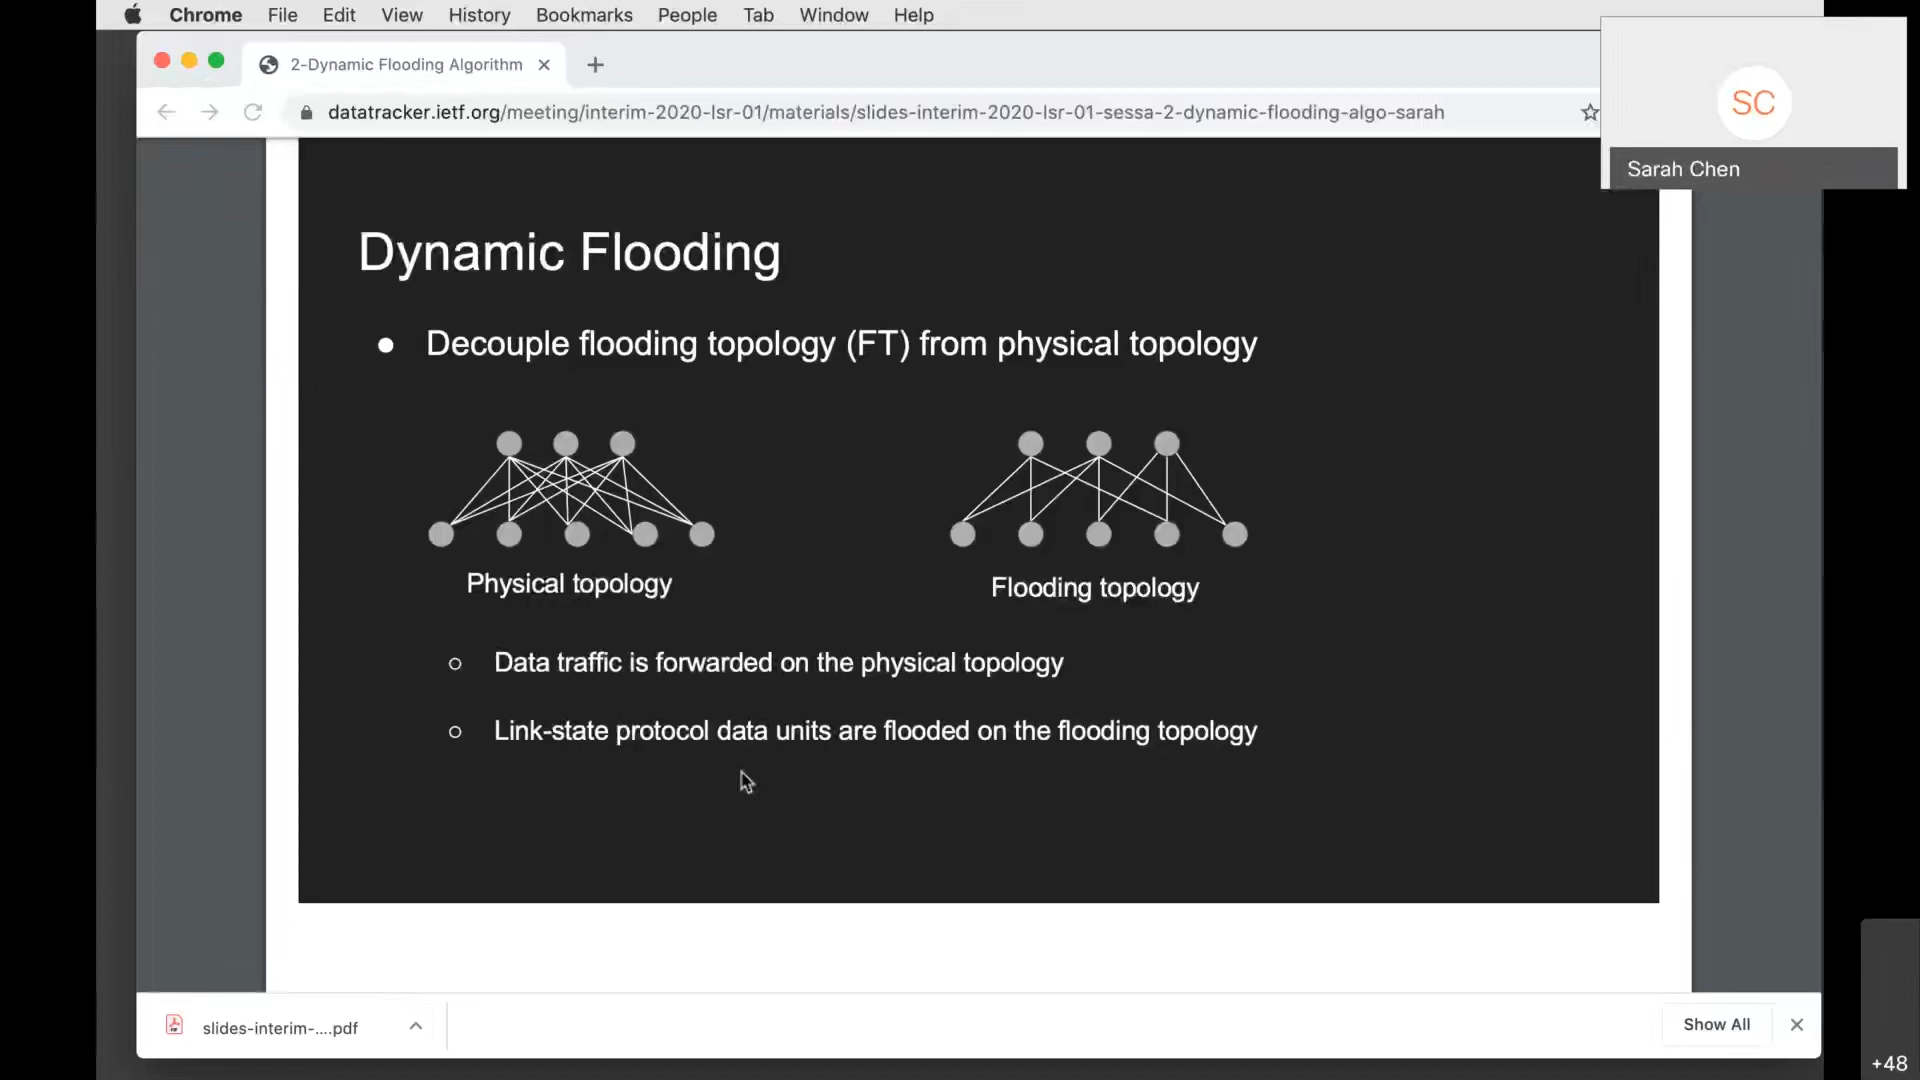 Chrome File Edit View History Bookmarks People Tab Window Help
2-Dynamic Flooding Algorithm
datatracker.ietf.org/meeting/interim-2020-lsr-01/materials/slides-interim-2020-lsr-01-sessa-2-dynamic-flooding-algo-sarah
SC
Sarah Chen
Dynamic Flooding
● Decouple flooding topology (FT) from physical topology
Physical topology
Flooding topology
○ Data traffic is forwarded on the physical topology
○ Link-state protocol data units are flooded on the flooding topology
slides-interim-....pdf
Show All
+48